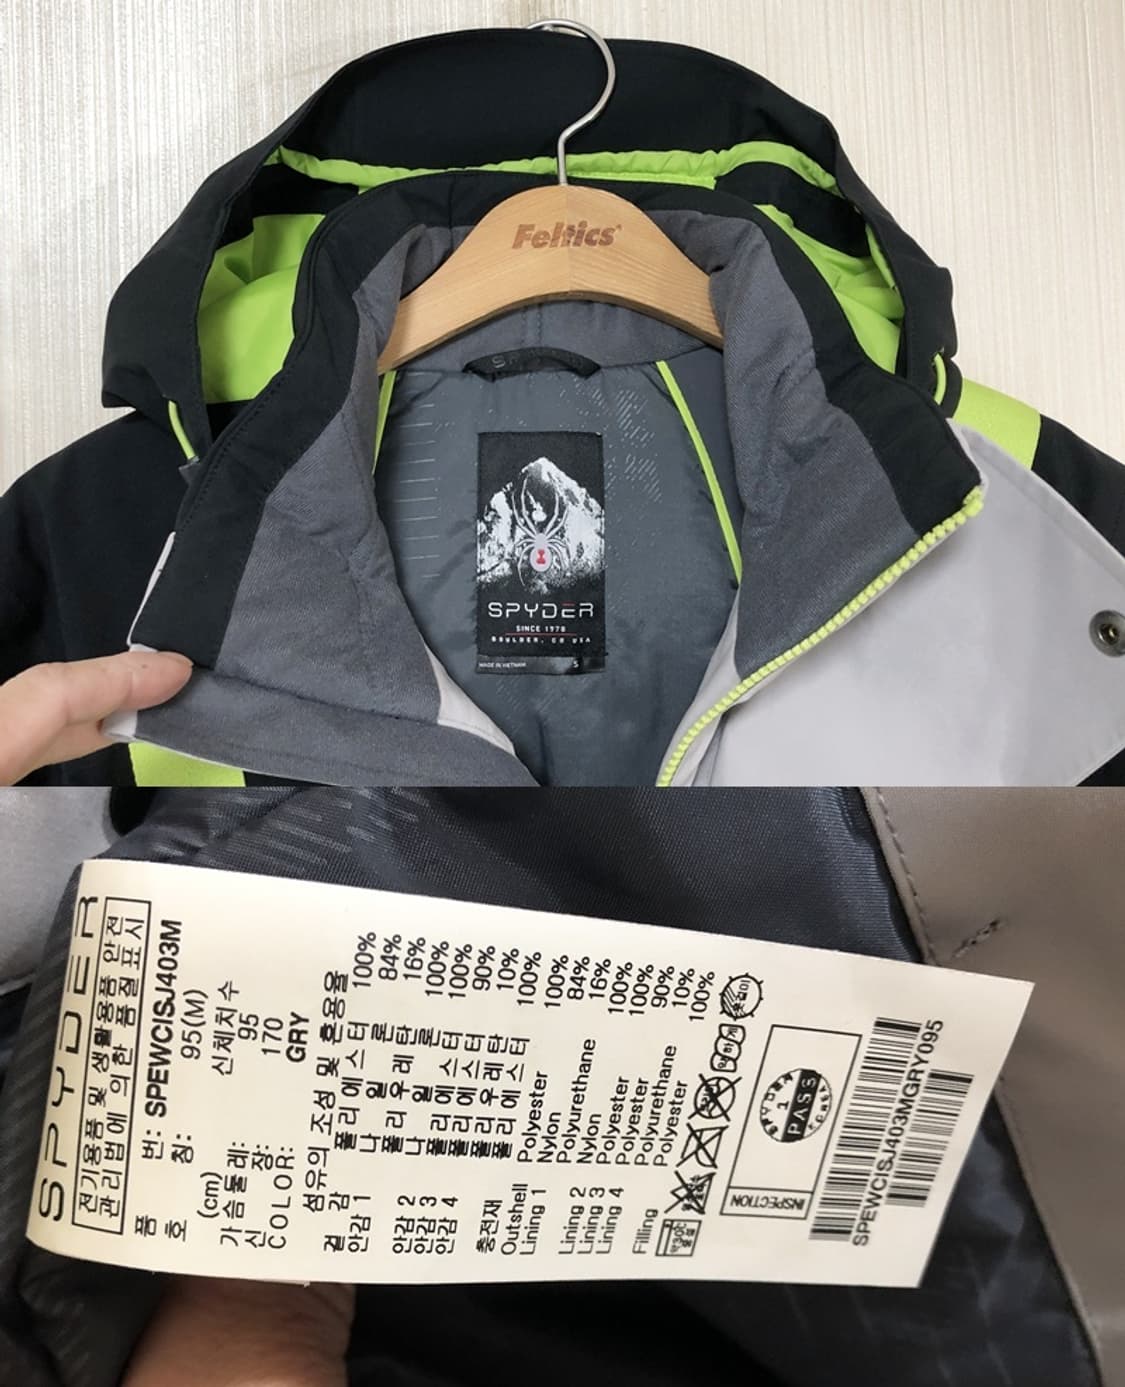 Feltics
SPYDER
SPYDER
SINCE 1978
BOULDER, CO USA
MADE IN VIETNAM
S
SPYDER
전기용품 및 생활용품 안전
관리법에 의한 품질표시
품 번: SPEWCISJ403M
호 칭: 95(M)
(cm) 신체치수
가슴둘레: 95
신 장: 170
COLOR: GRY
섬유의 조성 및 혼용율
겉 감 폴리에스터 100%
안감 1 나일론 84%
폴리우레탄 16%
안감 2 나일론 100%
안감 3 폴리에스터 100%
안감 4 폴리에스터 90%
폴리우레탄 10%
충전재 폴리에스터 100%
Outshell Polyester 100%
Lining 1 Nylon 84%
Polyurethane 16%
Lining 2 Nylon 100%
Lining 3 Polyester 100%
Lining 4 Polyester 90%
Polyurethane 10%
Filling Polyester 100%
INSPECTION
SPYDER
1
PASS
SPEWCISJ403MGRY095